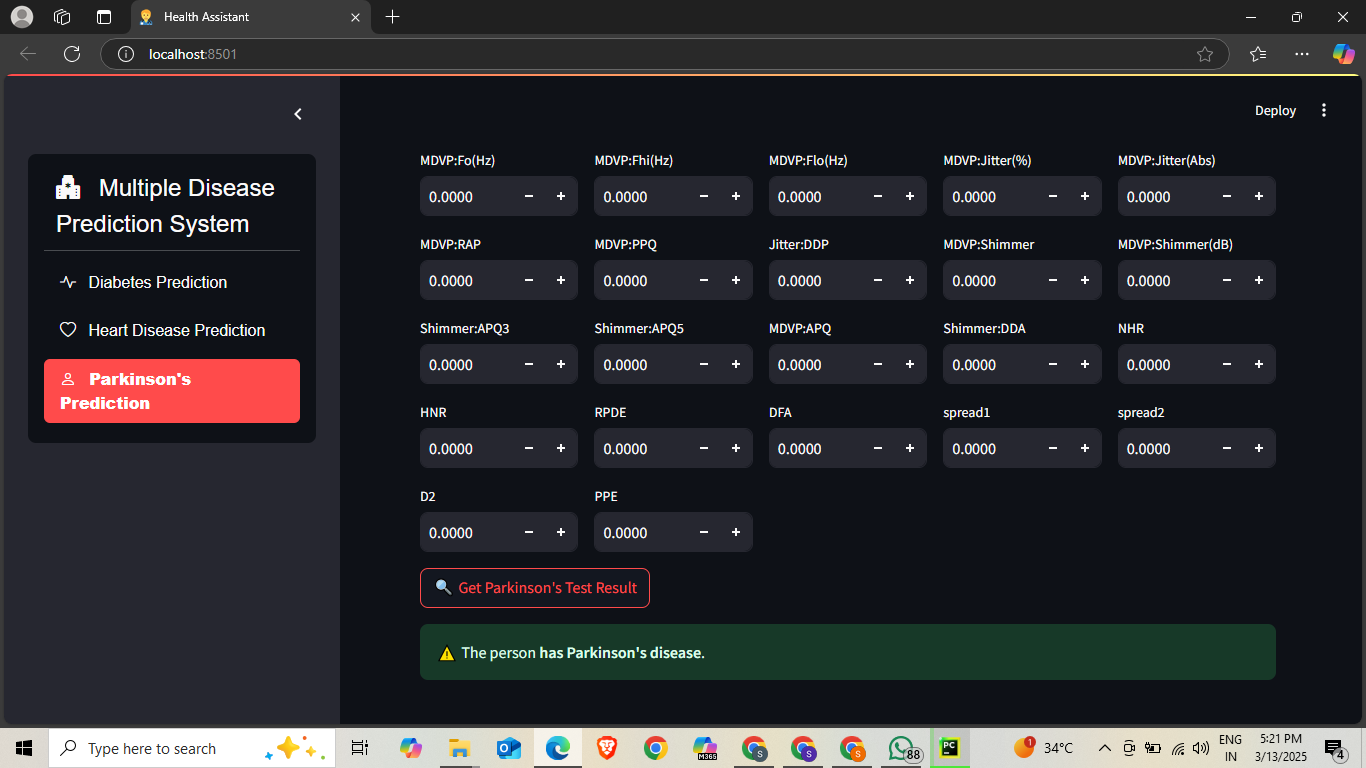 Health Assistant
localhost:8501
Deploy
Multiple Disease
Prediction System
Diabetes Prediction
Heart Disease Prediction
Parkinson's
Prediction
MDVP:Fo(Hz) MDVP:Fhi(Hz) MDVP:Flo(Hz) MDVP:Jitter(%) MDVP:Jitter(Abs)
0.0000 0.0000 0.0000 0.0000 0.0000
MDVP:RAP MDVP:PPQ Jitter:DDP MDVP:Shimmer MDVP:Shimmer(dB)
0.0000 0.0000 0.0000 0.0000 0.0000
Shimmer:APQ3 Shimmer:APQ5 MDVP:APQ Shimmer:DDA NHR
0.0000 0.0000 0.0000 0.0000 0.0000
HNR RPDE DFA spread1 spread2
0.0000 0.0000 0.0000 0.0000 0.0000
D2 PPE
0.0000 0.0000
Get Parkinson's Test Result
The person has Parkinson's disease.
Type here to search
M365
S
S
S
88
PC
1
34°C
ENG
IN
5:21 PM
3/13/2025
4